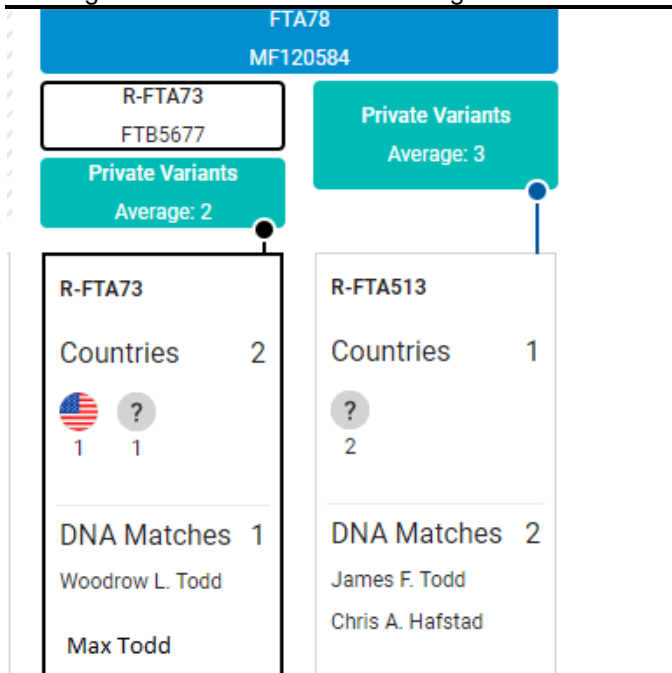 FTA78
MF120584
R-FTA73
FTB5677
Private Variants
Average: 2
Private Variants
Average: 3
R-FTA73
Countries 2
?
1 1
DNA Matches 1
Woodrow L. Todd
Max Todd
R-FTA513
Countries 1
?
2
DNA Matches 2
James F. Todd
Chris A. Hafstad